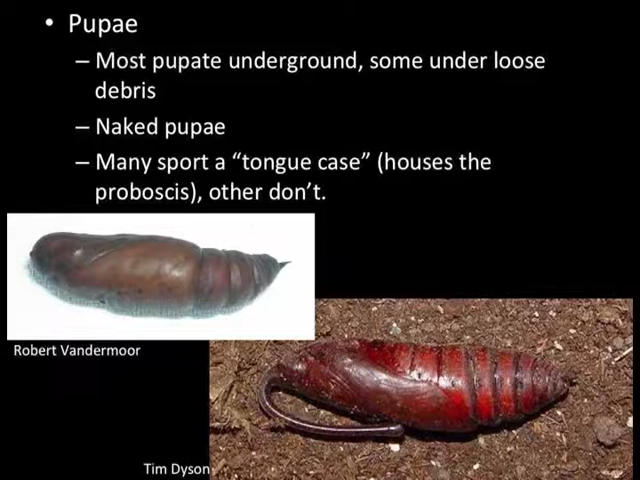 • Pupae
– Most pupate underground, some under loose
debris
– Naked pupae
– Many sport a “tongue case” (houses the
proboscis), other don’t.
Robert Vandermoor
Tim Dyson